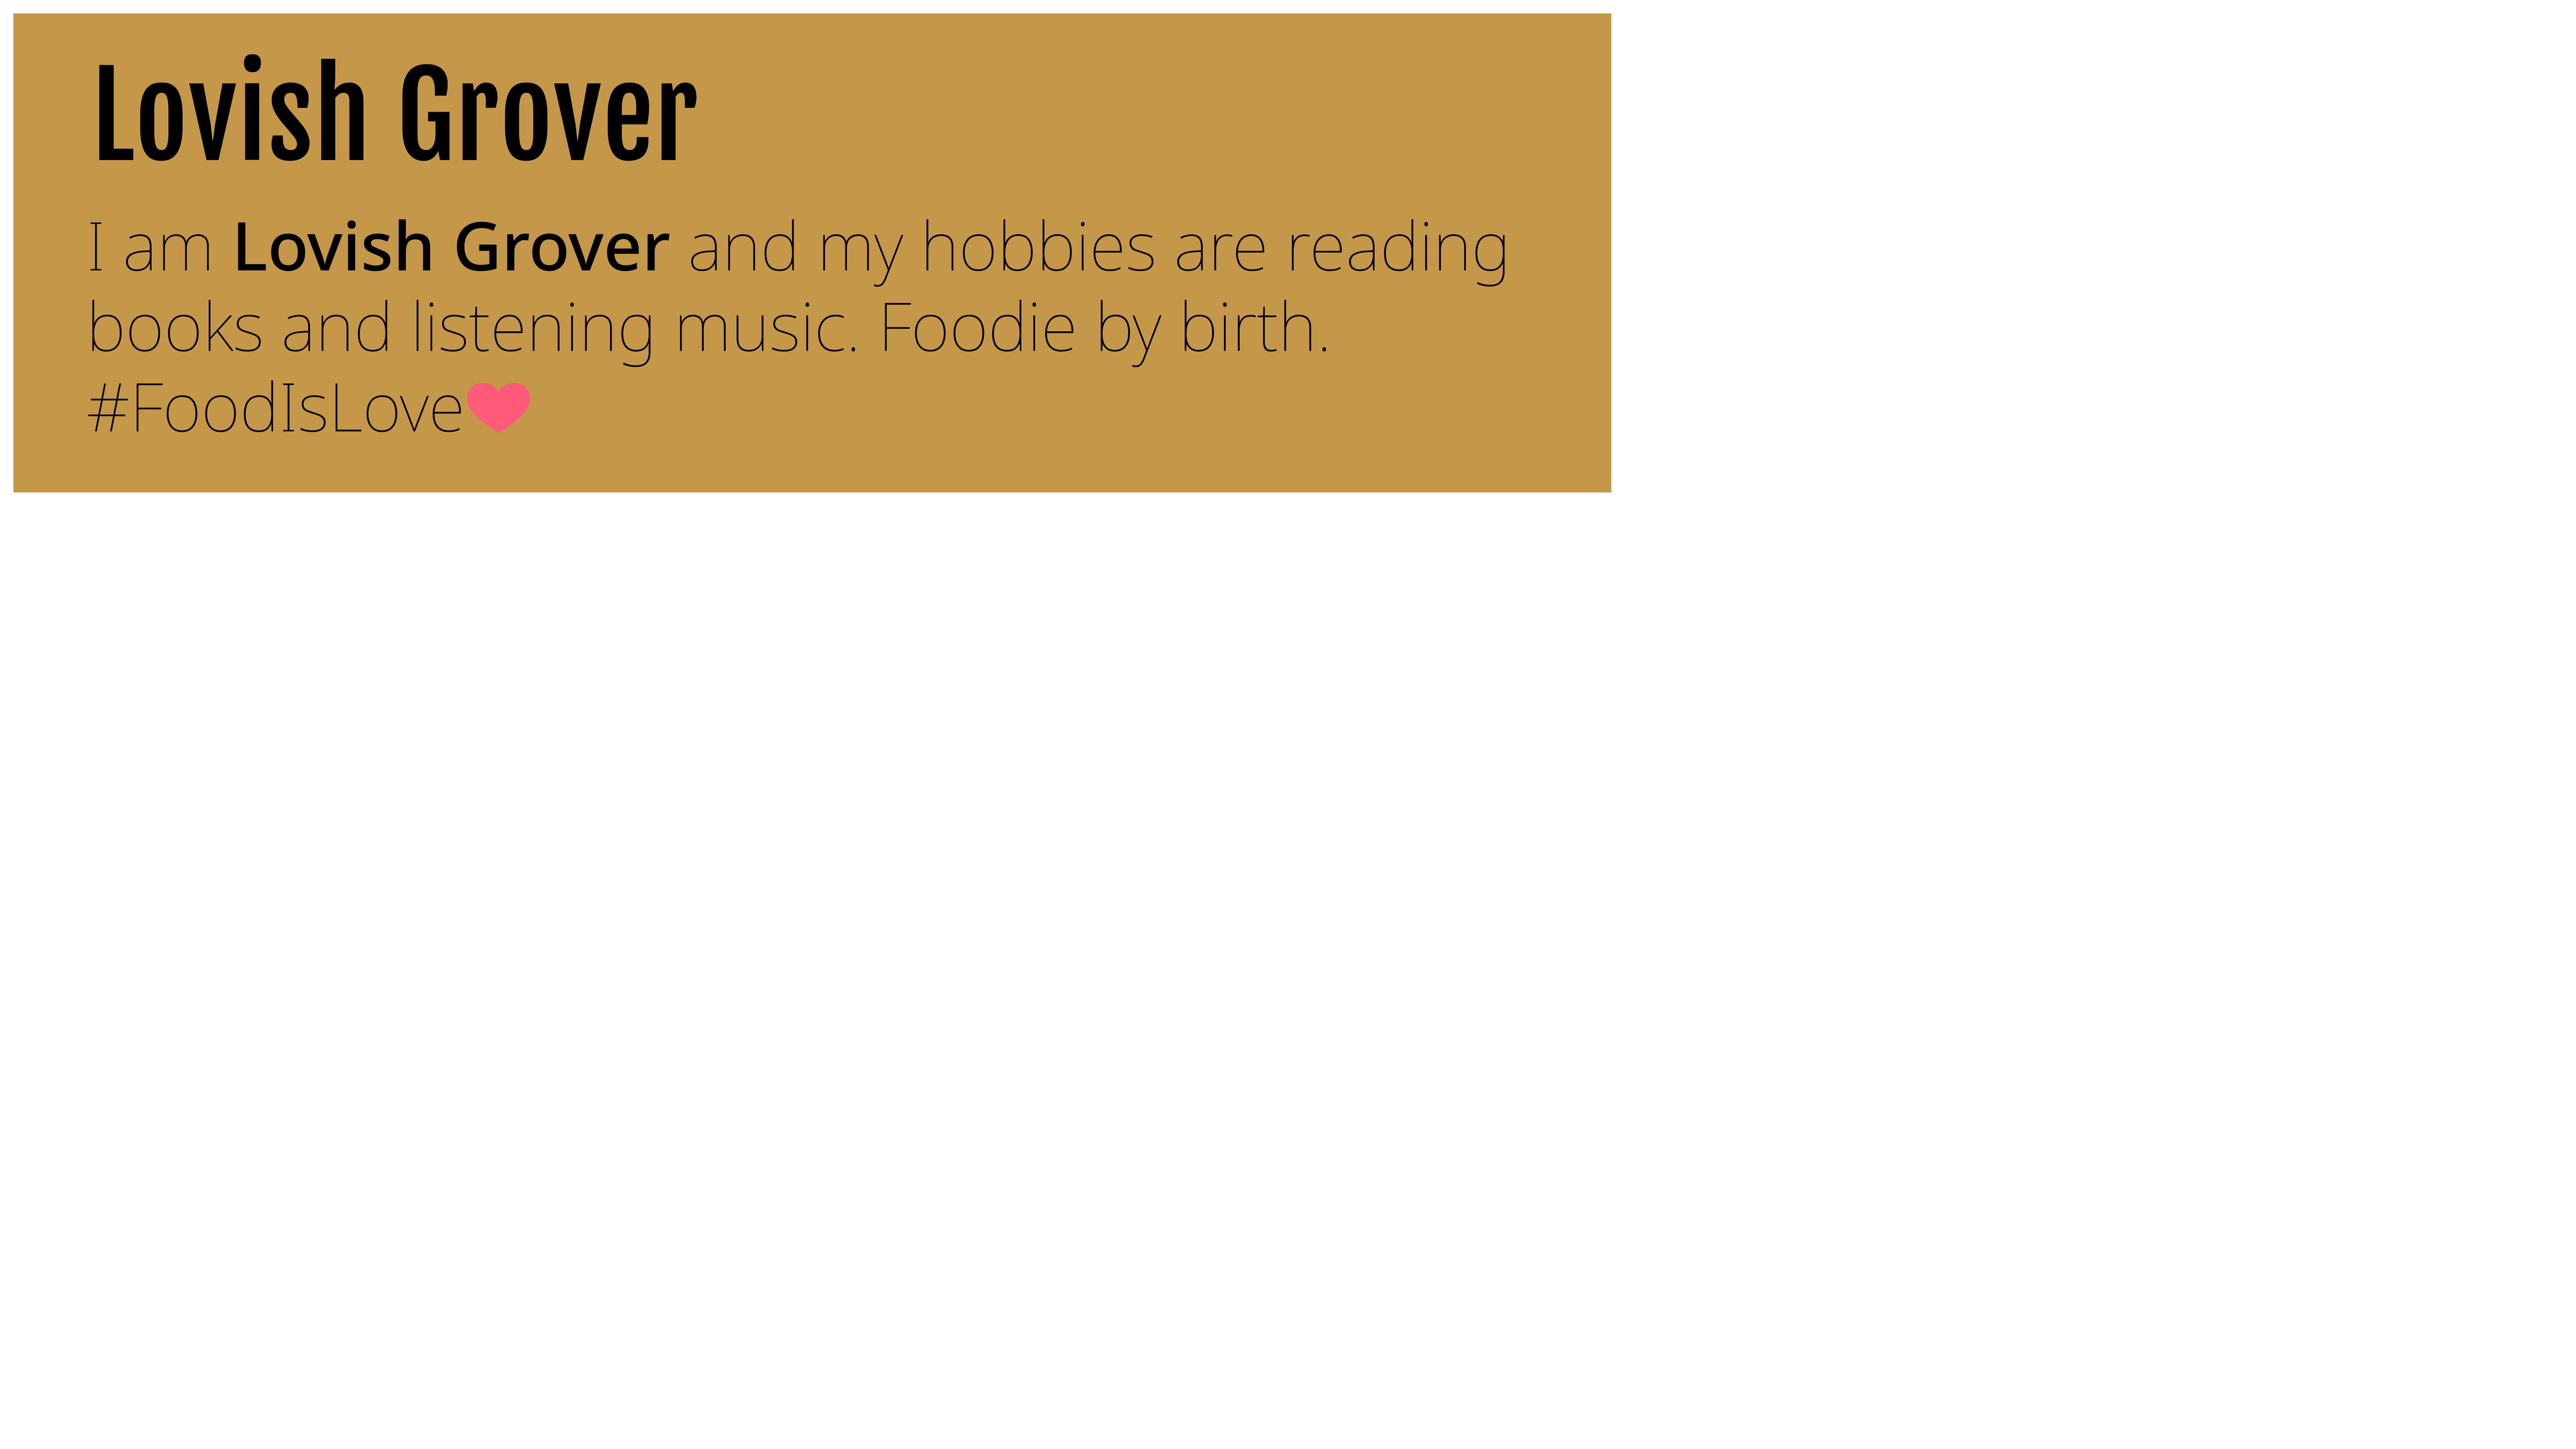 Lovish Grover
I am Lovish Grover and my hobbies are reading
books and listening music. Foodie by birth.
#FoodIsLove❤